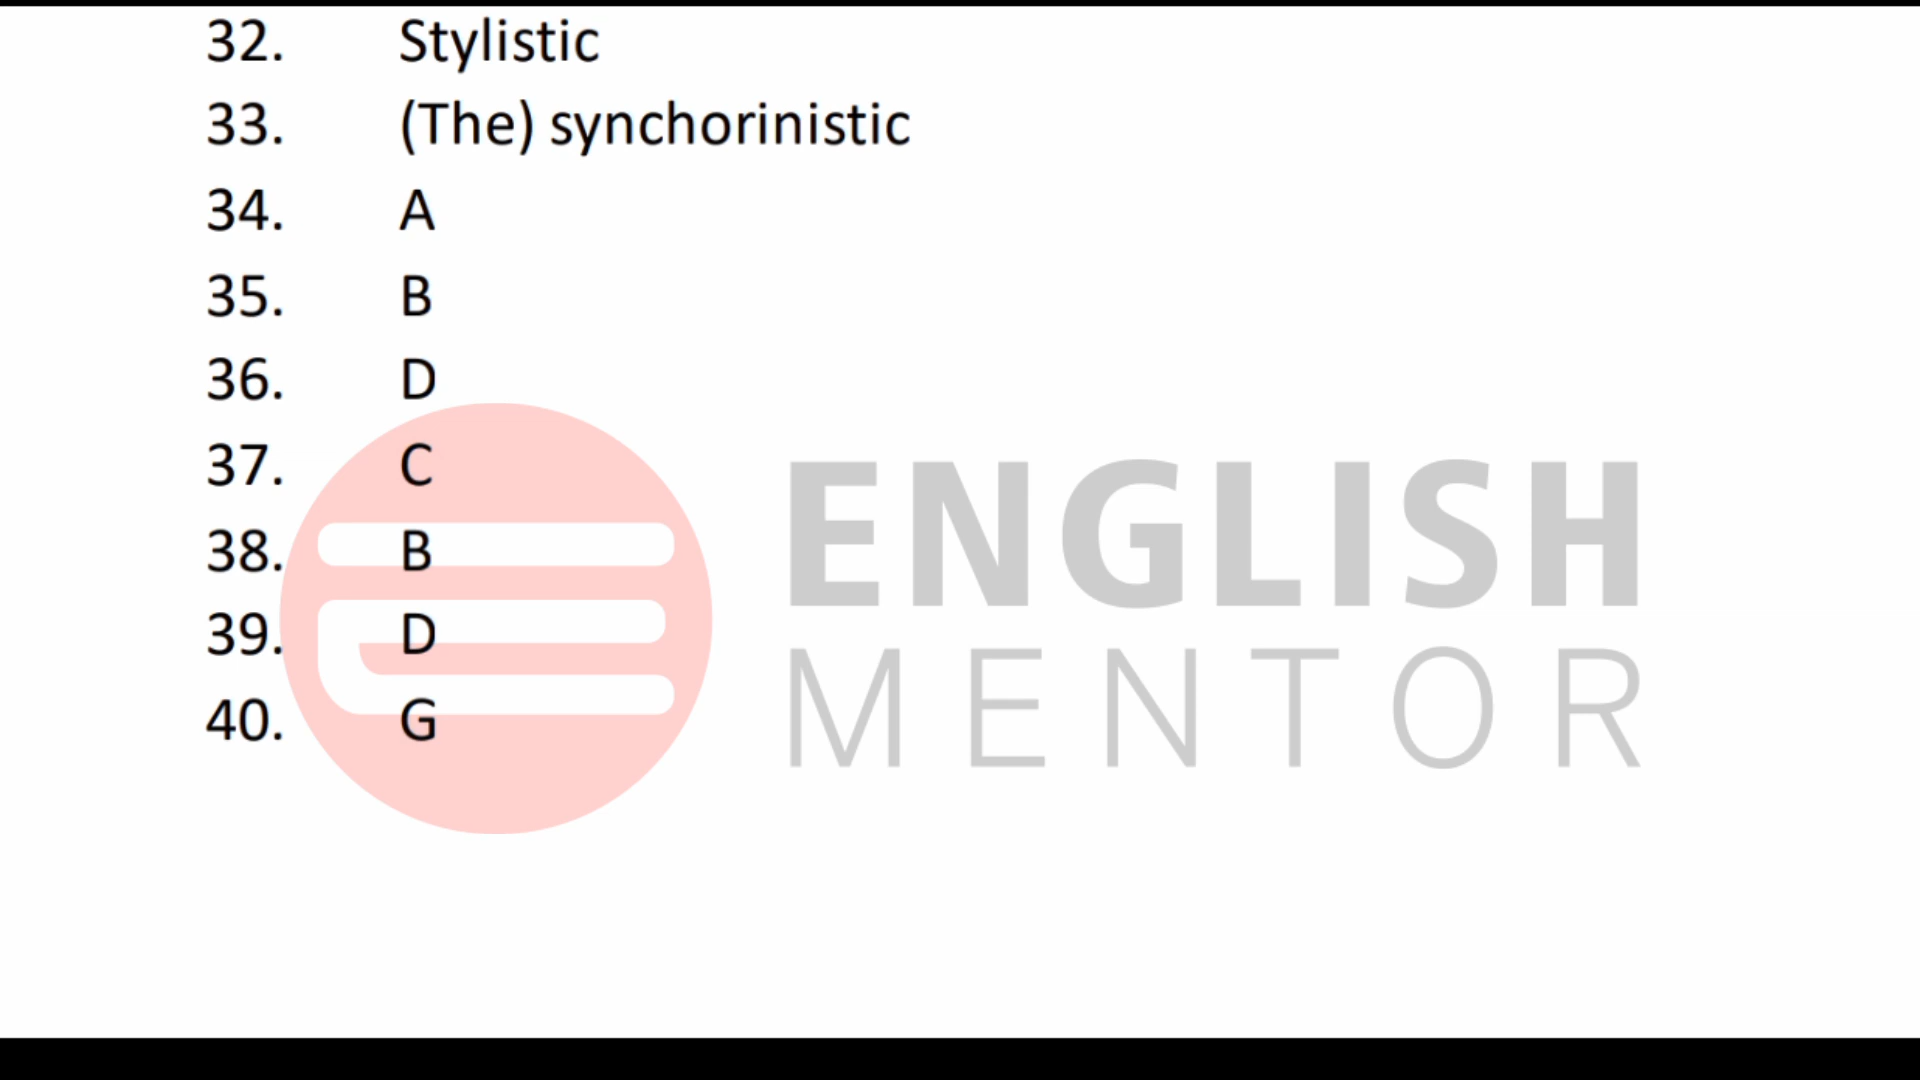 32. Stylistic
33. (The) synchorinistic
34. A
35. B
36. D
37. C
38. B
39. D
40. G
ENGLISH
MENTOR